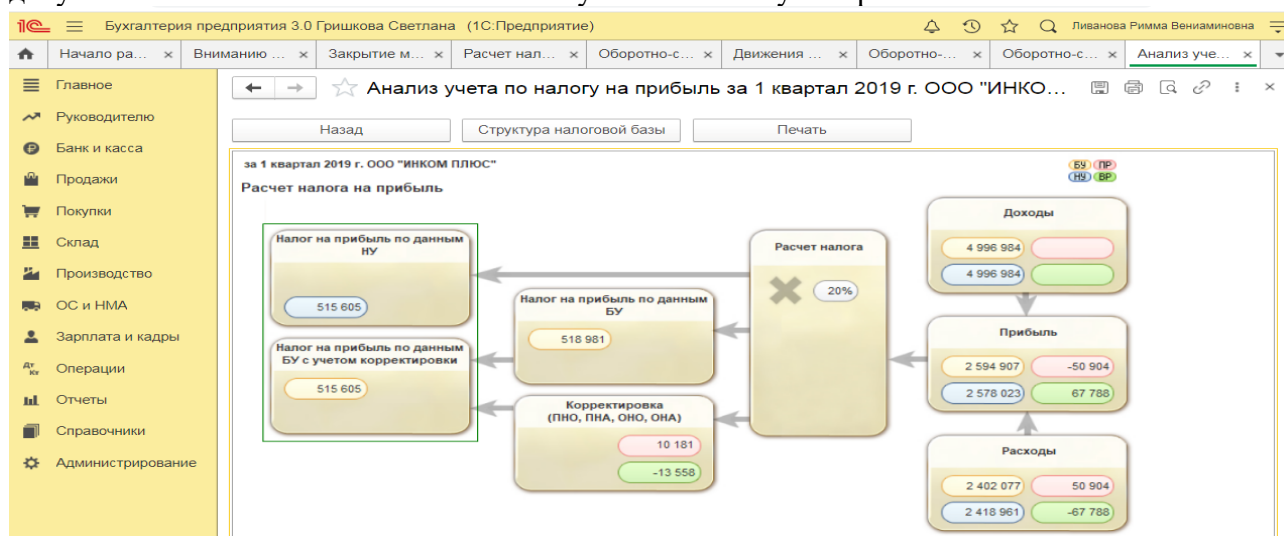 1С Бухгалтерия предприятия 3.0 Гришкова Светлана (1С:Предприятие) Ливанова Римма Вениаминовна
Начало ра... × Вниманию ... × Закрытие м... × Расчет нал... × Оборотно-с... × Движения ... × Оборотно-... × Оборотно-с... × Анализ уче... ×
Главное
Руководителю
Банк и касса
Продажи
Покупки
Склад
Производство
ОС и НМА
Зарплата и кадры
Операции
Отчеты
Справочники
Администрирование
Анализ учета по налогу на прибыль за 1 квартал 2019 г. ООО "ИНКО...
Назад Структура налоговой базы Печать
за 1 квартал 2019 г. ООО "ИНКОМ ПЛЮС"
БУ ПР
НУ ВР
Расчет налога на прибыль
Налог на прибыль по данным
НУ
515 605
Налог на прибыль по данным
БУ с учетом корректировки
515 605
Налог на прибыль по данным
БУ
518 981
Корректировка
(ПНО, ПНА, ОНО, ОНА)
10 181
-13 558
Расчет налога
20%
Доходы
4 996 984
4 996 984
Прибыль
2 594 907 -50 904
2 578 023 67 788
Расходы
2 402 077 50 904
2 418 961 -67 788